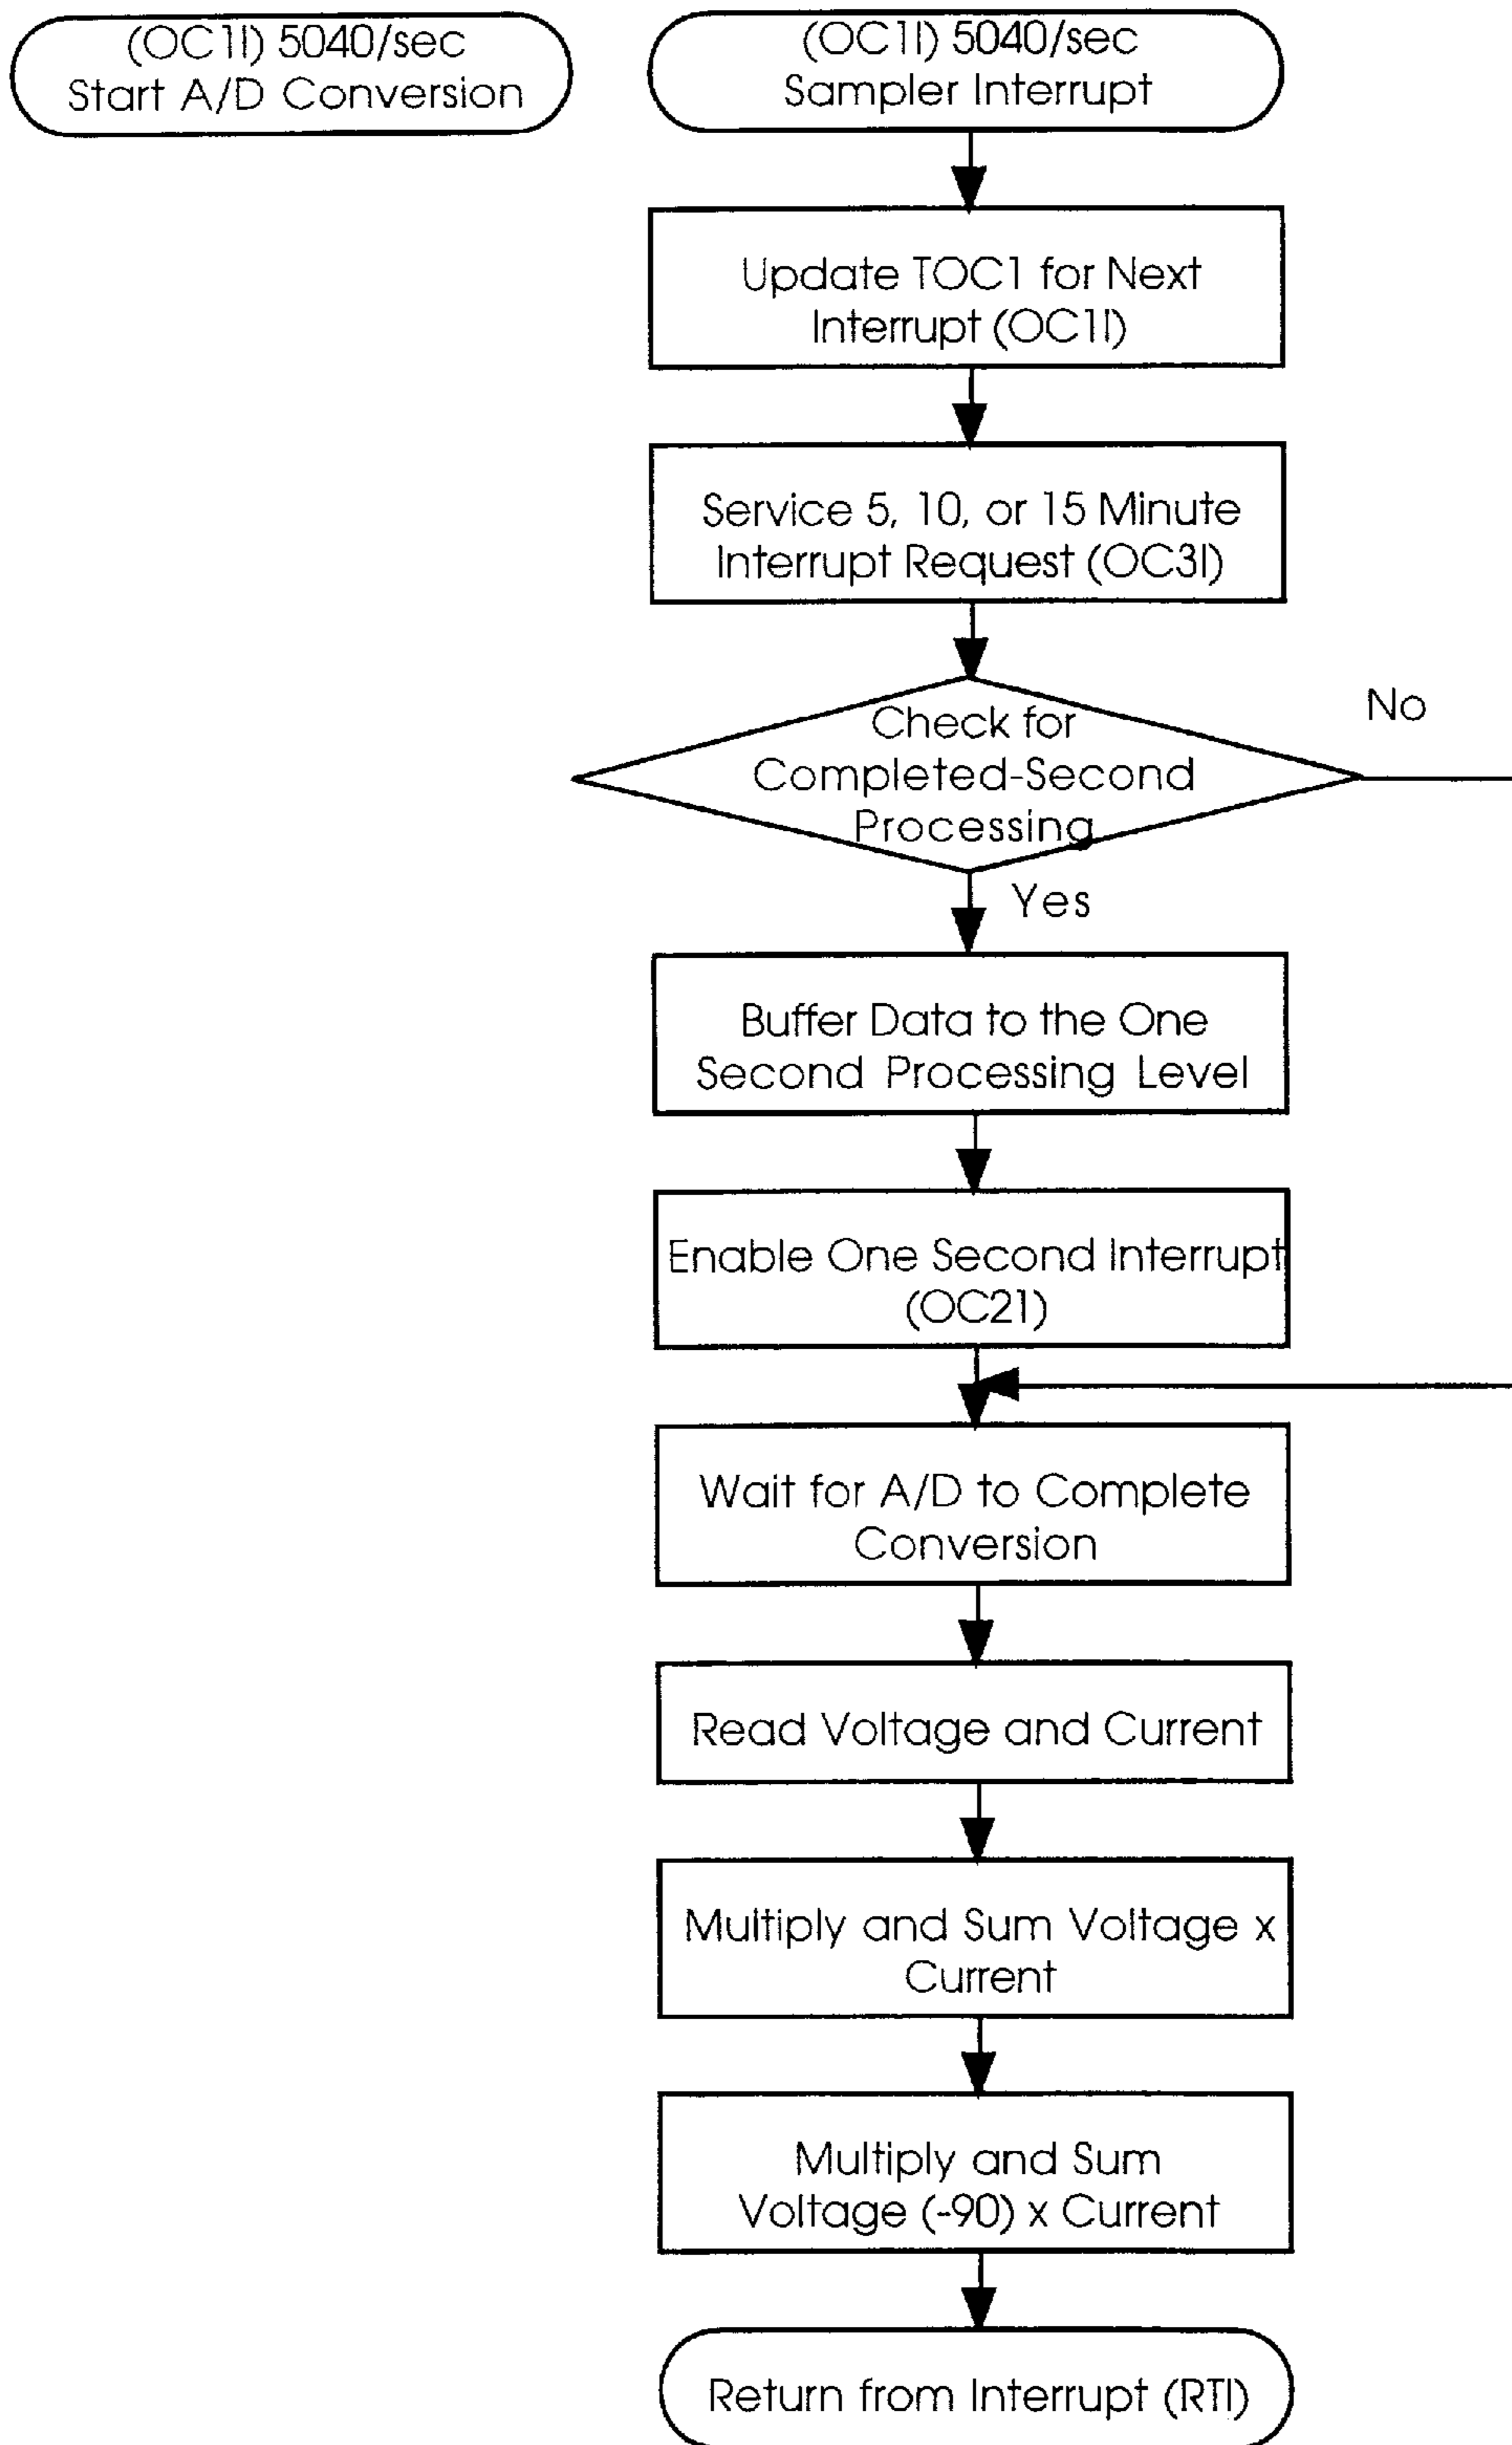 (OC1I) 5040/sec
Start A/D Conversion
(OC1I) 5040/sec
Sampler Interrupt
Update TOC1 for Next
Interrupt (OC1I)
Service 5, 10, or 15 Minute
Interrupt Request (OC3I)
Check for
Completed-Second
Processing
No
Yes
Buffer Data to the One
Second Processing Level
Enable One Second Interrupt
(OC21)
Wait for A/D to Complete
Conversion
Read Voltage and Current
Multiply and Sum Voltage x
Current
Multiply and Sum
Voltage (-90) x Current
Return from Interrupt (RTI)